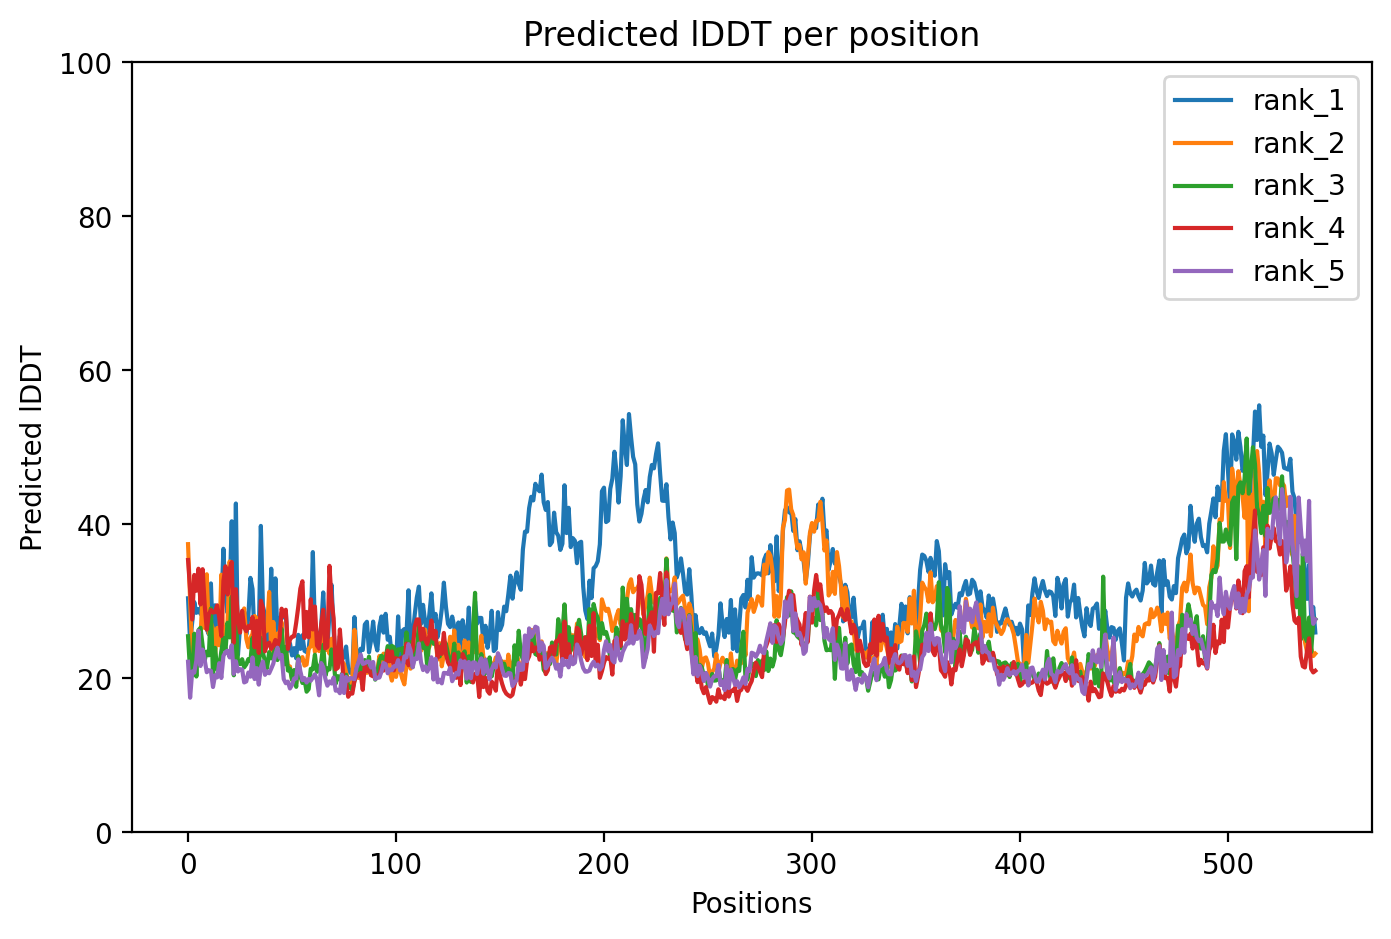 Predicted lDDT per position
100
80
60
40
20
0
Predicted lDDT
0 100 200 300 400 500
Positions
rank_1
rank_2
rank_3
rank_4
rank_5